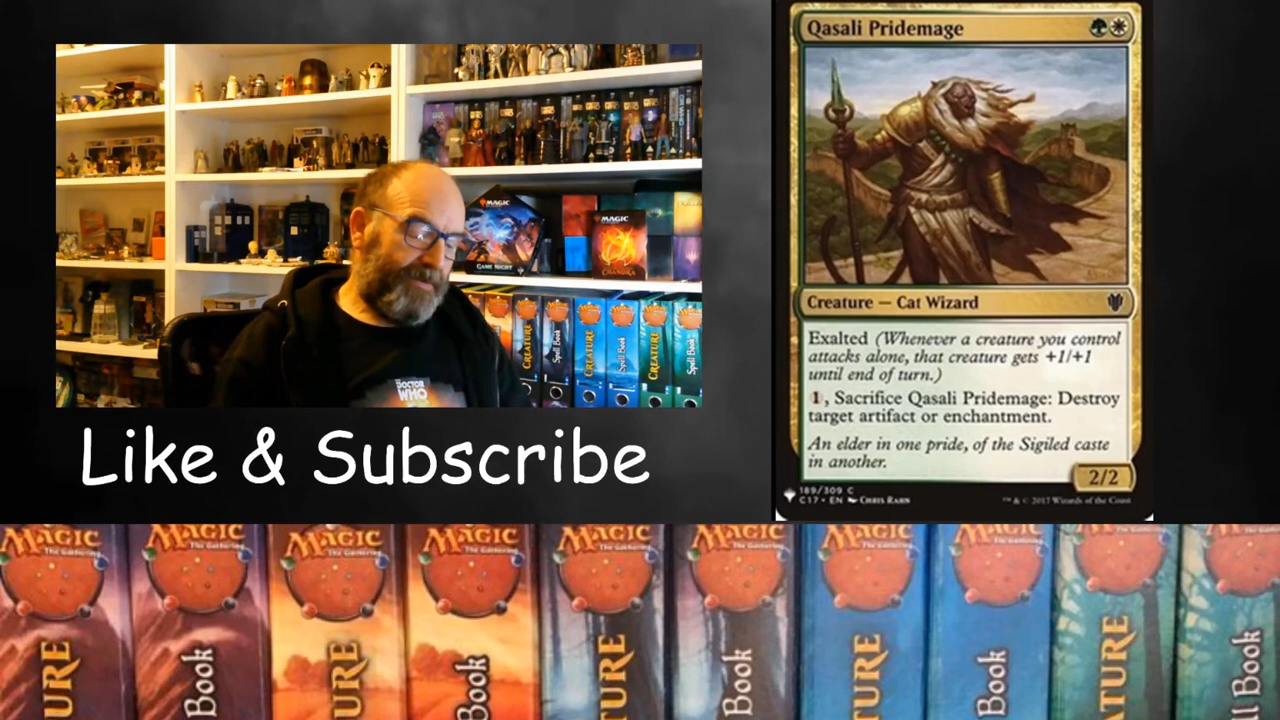 Qasali Pridemage
MAGIC
GAME NIGHT
MAGIC
CHANDRA
CREATURE
Spell Book
CREATURE
Spell Book
CREATURE
Spell Book
DOCTOR
WHO
Creature — Cat Wizard
Exalted (Whenever a creature you control
attacks alone, that creature gets +1/+1
until end of turn.)
1, Sacrifice Qasali Pridemage: Destroy
target artifact or enchantment.
An elder in one pride, of the Sigiled caste
in another.
2/2
189/309 C
C17 • EN Chris Rahn
™ & © 2017 Wizards of the Coast
Like & Subscribe
MAGIC
The Gathering
MAGIC
The Gathering
MAGIC
The Gathering
MAGIC
The Gathering
MAGIC
The Gathering
MAGIC
The Gathering
MAGIC
The Gathering
MAGIC
The Gathering
MAGIC
The Gathering
URE
Book
URE
Book
TURE
Book
TURE
Book
ATURE
ll Book